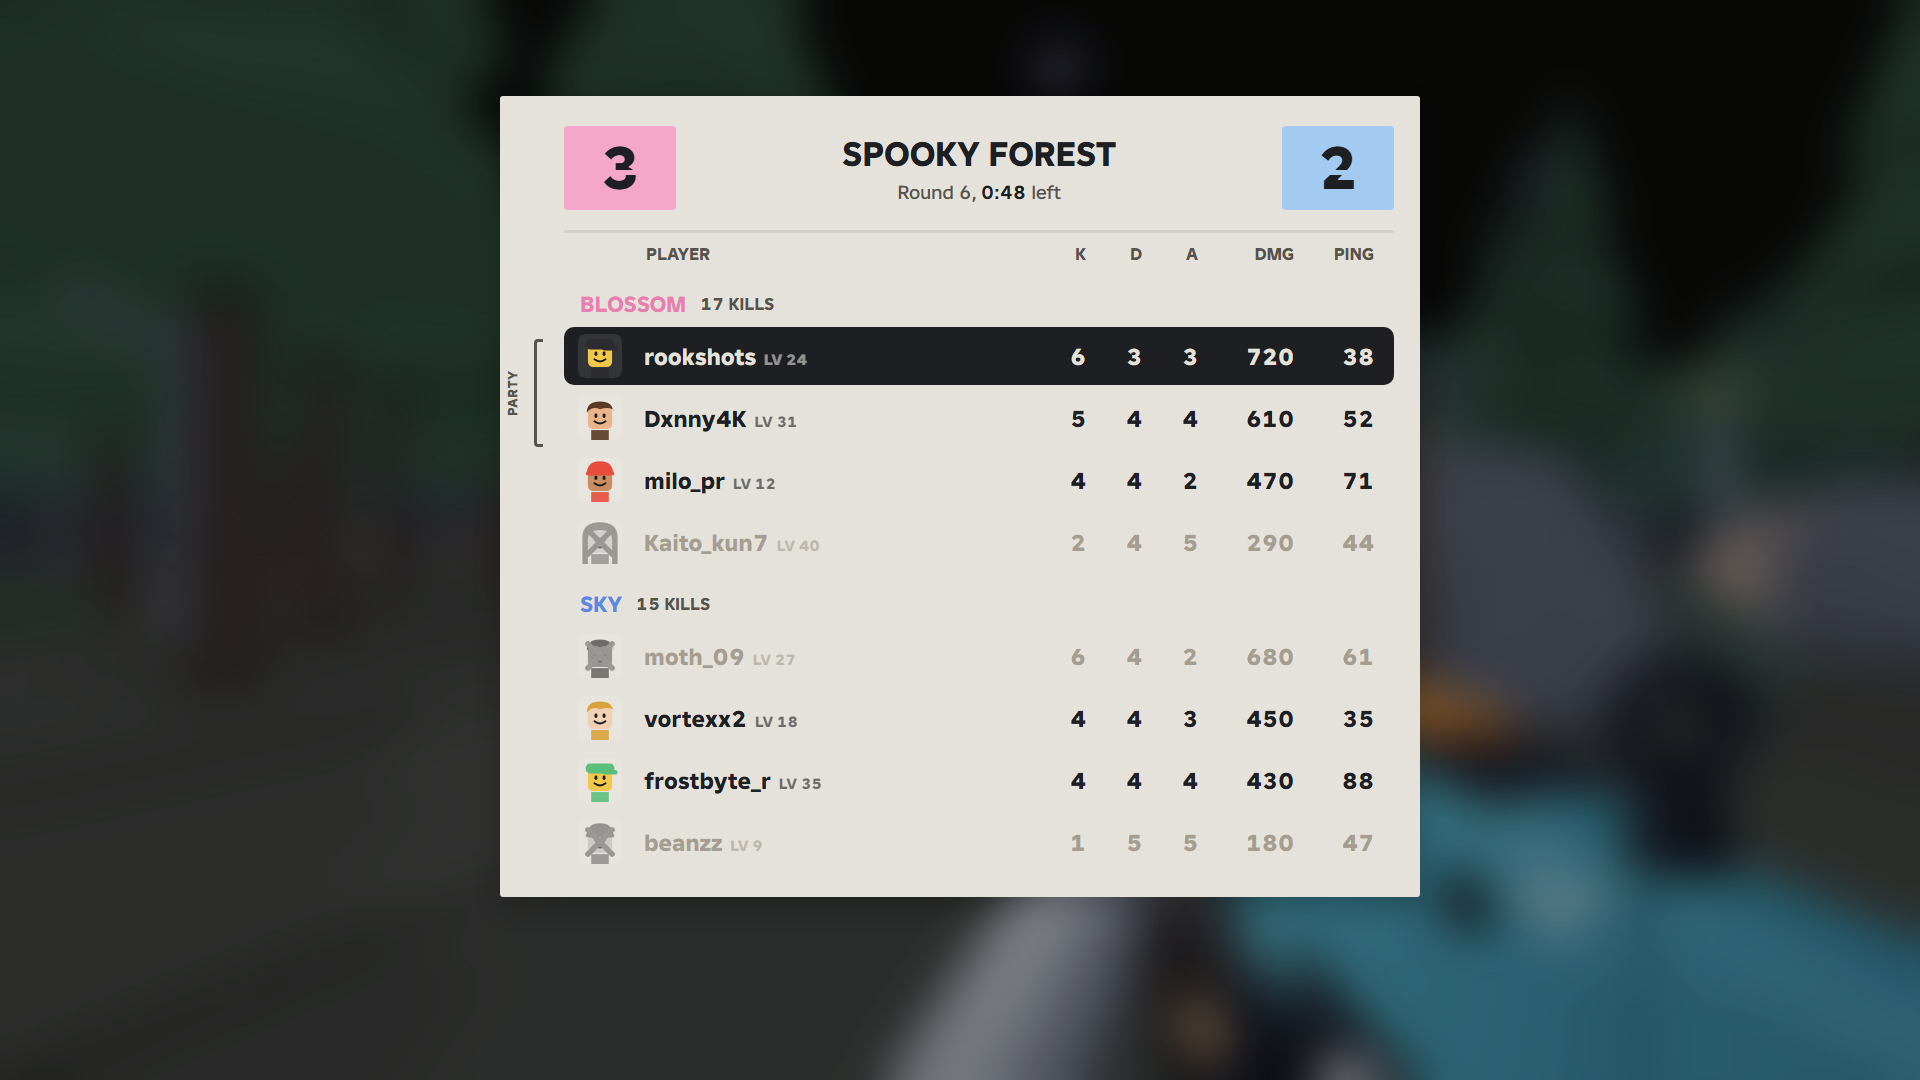 3
SPOOKY FOREST
Round 6, 0:48 left
2
PLAYER K D A DMG PING
BLOSSOM 17 KILLS
PARTY
rookshots LV 24 6 3 3 720 38
Dxnny4K LV 31 5 4 4 610 52
milo_pr LV 12 4 4 2 470 71
Kaito_kun7 LV 40 2 4 5 290 44
SKY 15 KILLS
moth_09 LV 27 6 4 2 680 61
vortexx2 LV 18 4 4 3 450 35
frostbyte_r LV 35 4 4 4 430 88
beanzz LV 9 1 5 5 180 47